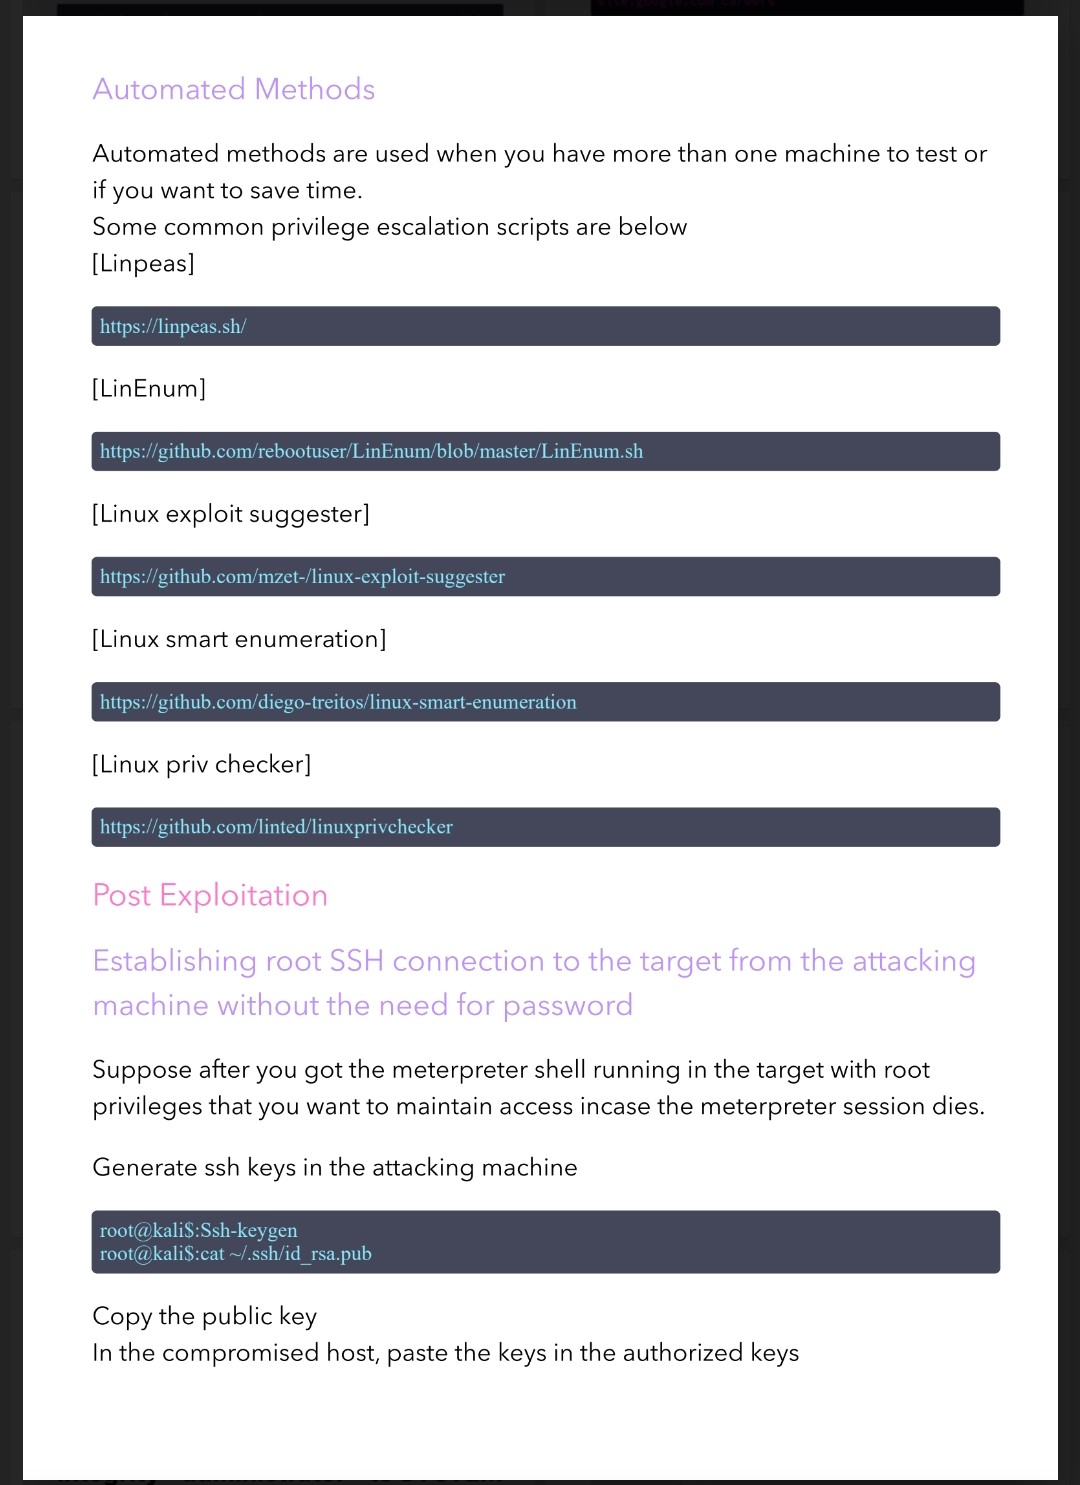 Automated Methods
Automated methods are used when you have more than one machine to test or
if you want to save time.
Some common privilege escalation scripts are below
[Linpeas]
https://linpeas.sh/
[LinEnum]
https://github.com/rebootuser/LinEnum/blob/master/LinEnum.sh
[Linux exploit suggester]
https://github.com/mzet-/linux-exploit-suggester
[Linux smart enumeration]
https://github.com/diego-treitos/linux-smart-enumeration
[Linux priv checker]
https://github.com/linted/linuxprivchecker
Post Exploitation
Establishing root SSH connection to the target from the attacking
machine without the need for password
Suppose after you got the meterpreter shell running in the target with root
privileges that you want to maintain access incase the meterpreter session dies.
Generate ssh keys in the attacking machine
root@kali$:Ssh-keygen
root@kali$:cat ~/.ssh/id_rsa.pub
Copy the public key
In the compromised host, paste the keys in the authorized keys